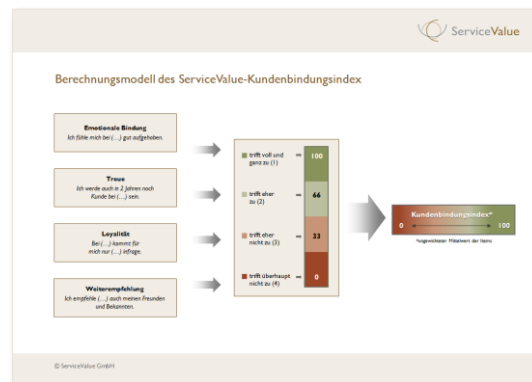 ServiceValue
Berechnungsmodell des ServiceValue-Kundenbindungsindex
Emotionale Bindung
Ich fühle mich bei (…) gut aufgehoben.
Treue
Ich werde auch in 2 Jahren noch
Kunde bei (…) sein.
Loyalität
Bei (…) kommt für
mich nur (…) infrage.
Weiterempfehlung
Ich empfehle (…) auch meinen Freunden
und Bekannten.
trifft voll und
ganz zu (1)
100
trifft eher
zu (2)
66
trifft eher
nicht zu (3)
33
trifft überhaupt
nicht zu (4)
0
Kundenbindungsindex*
0
100
*ungewichteter Mittelwert der Items
© ServiceValue GmbH